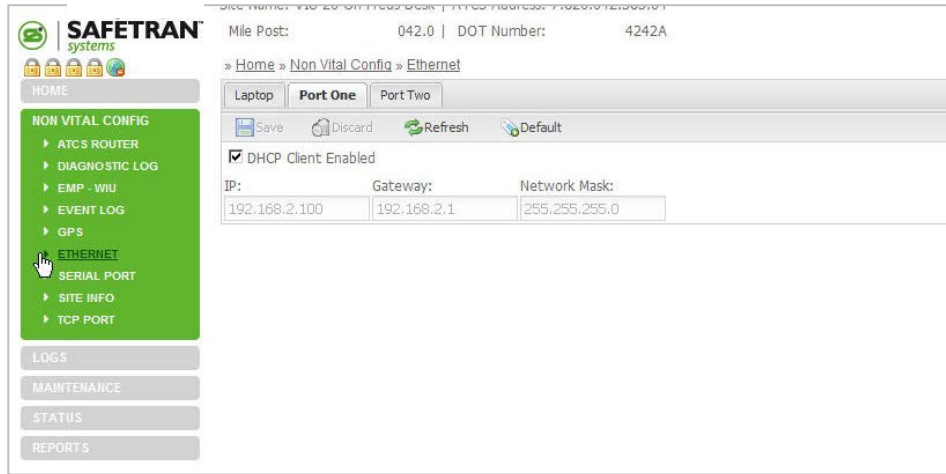 SAFETRAN
systems
Mile Post: 042.0 | DOT Number: 4242A
» Home » Non Vital Config » Ethernet
HOME
NON VITAL CONFIG
ATCS ROUTER
DIAGNOSTIC LOG
EMP - WIU
EVENT LOG
GPS
ETHERNET
SERIAL PORT
SITE INFO
TCP PORT
LOGS
MAINTENANCE
STATUS
REPORTS
Laptop Port One Port Two
Save Discard Refresh Default
DHCP Client Enabled
IP: Gateway: Network Mask:
192.168.2.100 192.168.2.1 255.255.255.0